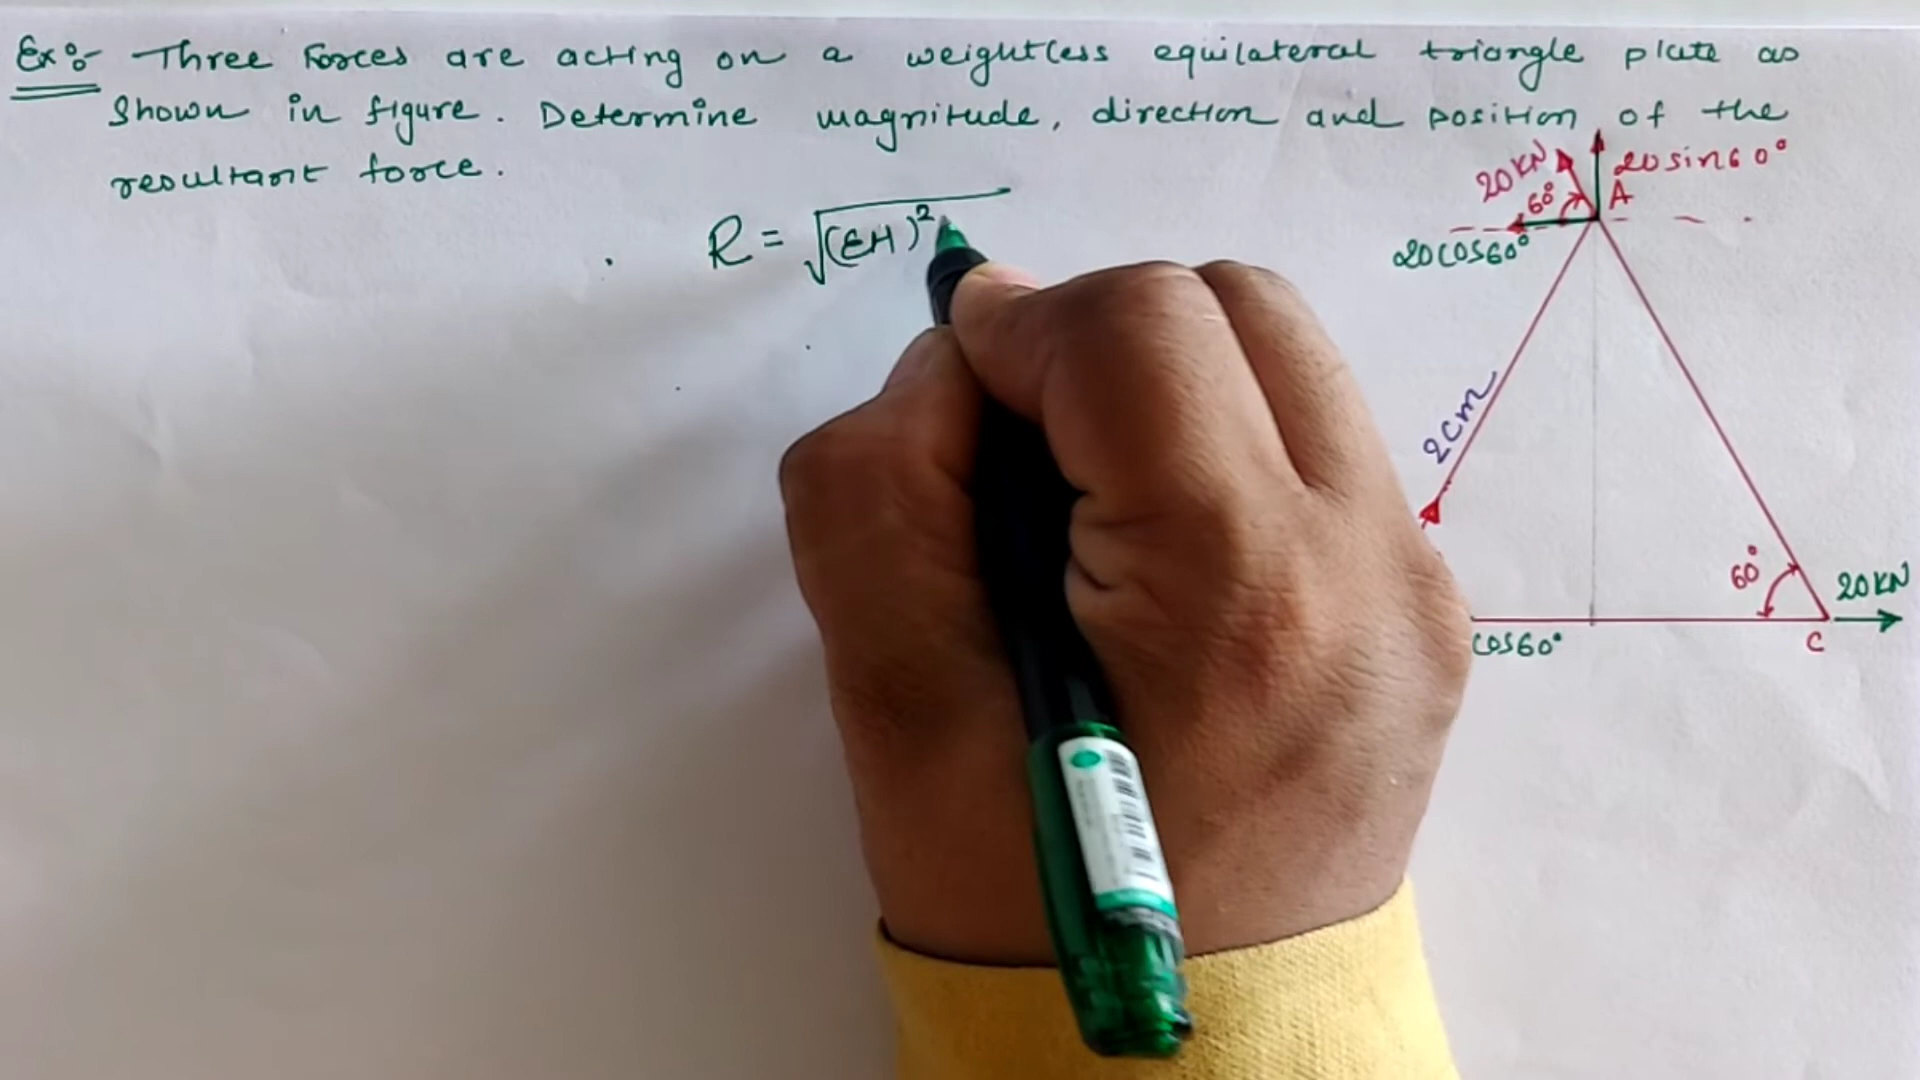 Ex:- Three Forces are acting on a weightless equilateral triangle plate as
shown in figure. Determine magnitude, direction and position of the
resultant force.
R = √(ΣH)²
20KN
20sin60°
60°
A
20cos60°
2cm
60°
20KN
cos60°
C